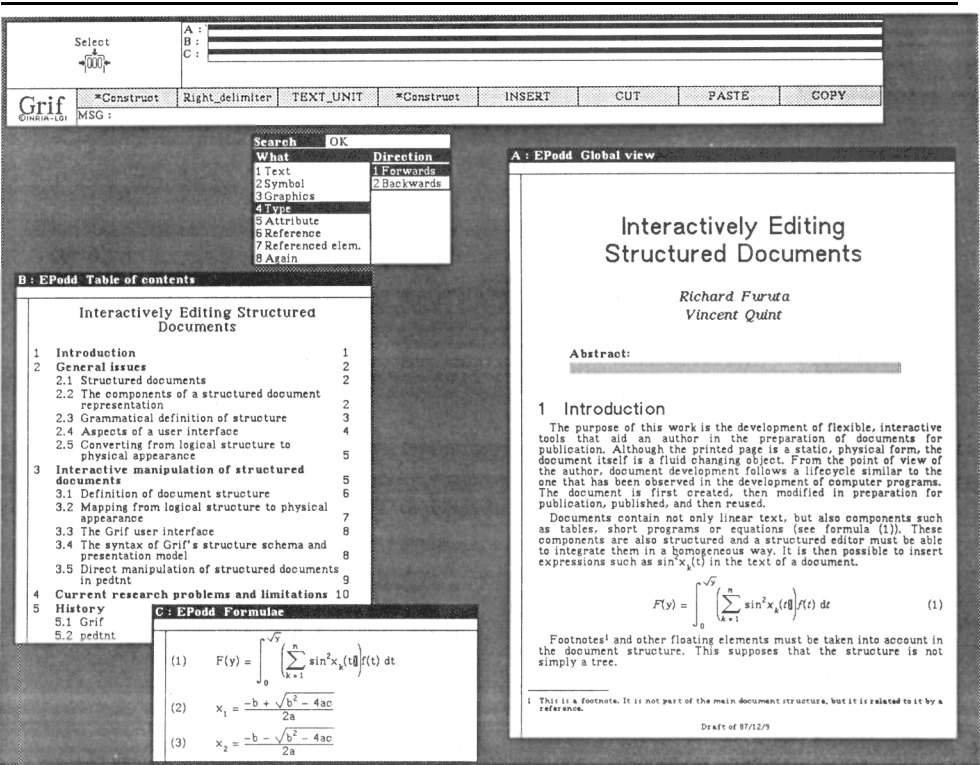 Select
A :
B :
C :
Grif
©INRIA-LGI
*Construct Right_delimiter TEXT_UNIT *Construct INSERT CUT PASTE COPY
MSG :
Search OK
What Direction
1 Text 1 Forwards
2 Symbol 2 Backwards
3 Graphics
4 Type
5 Attribute
6 Reference
7 Referenced elem.
8 Again
A : EPodd Global view
Interactively Editing
Structured Documents
Richard Furuta
Vincent Quint
Abstract:
1 Introduction
The purpose of this work is the development of flexible, interactive
tools that aid an author in the preparation of documents for
publication. Although the printed page is a static, physical form, the
document itself is a fluid changing object. From the point of view of
the author, document development follows a lifecycle similar to the
one that has been observed in the development of computer programs.
The document is first created, then modified in preparation for
publication, published, and then reused.
Documents contain not only linear text, but also components such
as tables, short programs or equations (see formula (1)). These
components are also structured and a structured editor must be able
to integrate them in a homogeneous way. It is then possible to insert
expressions such as sin²x_k(t) in the text of a document.
F(y) = ∫_0^√y (∑_{k=1}^n sin²x_k(t)) f(t) dt (1)
Footnotes¹ and other floating elements must be taken into account in
the document structure. This supposes that the structure is not
simply a tree.
1 This is a footnote. It is not part of the main document structure, but it is related to it by a
reference.
Draft of 87/12/9
B : EPodd Table of contents
Interactively Editing Structured
Documents
1 Introduction 1
2 General issues 2
2.1 Structured documents 2
2.2 The components of a structured document
representation 2
2.3 Grammatical definition of structure 3
2.4 Aspects of a user interface 4
2.5 Converting from logical structure to
physical appearance 5
3 Interactive manipulation of structured
documents 5
3.1 Definition of document structure 6
3.2 Mapping from logical structure to physical
appearance 7
3.3 The Grif user interface 8
3.4 The syntax of Grif's structure schema and
presentation model 8
3.5 Direct manipulation of structured documents
in pedtnt 9
4 Current research problems and limitations 10
5 History
5.1 Grif
5.2 pedtnt
C : EPodd Formulae
(1) F(y) = ∫_0^√y (∑_{k=1}^n sin²x_k(t)) f(t) dt
(2) x₁ = (-b + √(b² - 4ac)) / 2a
(3) x₂ = (-b - √(b² - 4ac)) / 2a